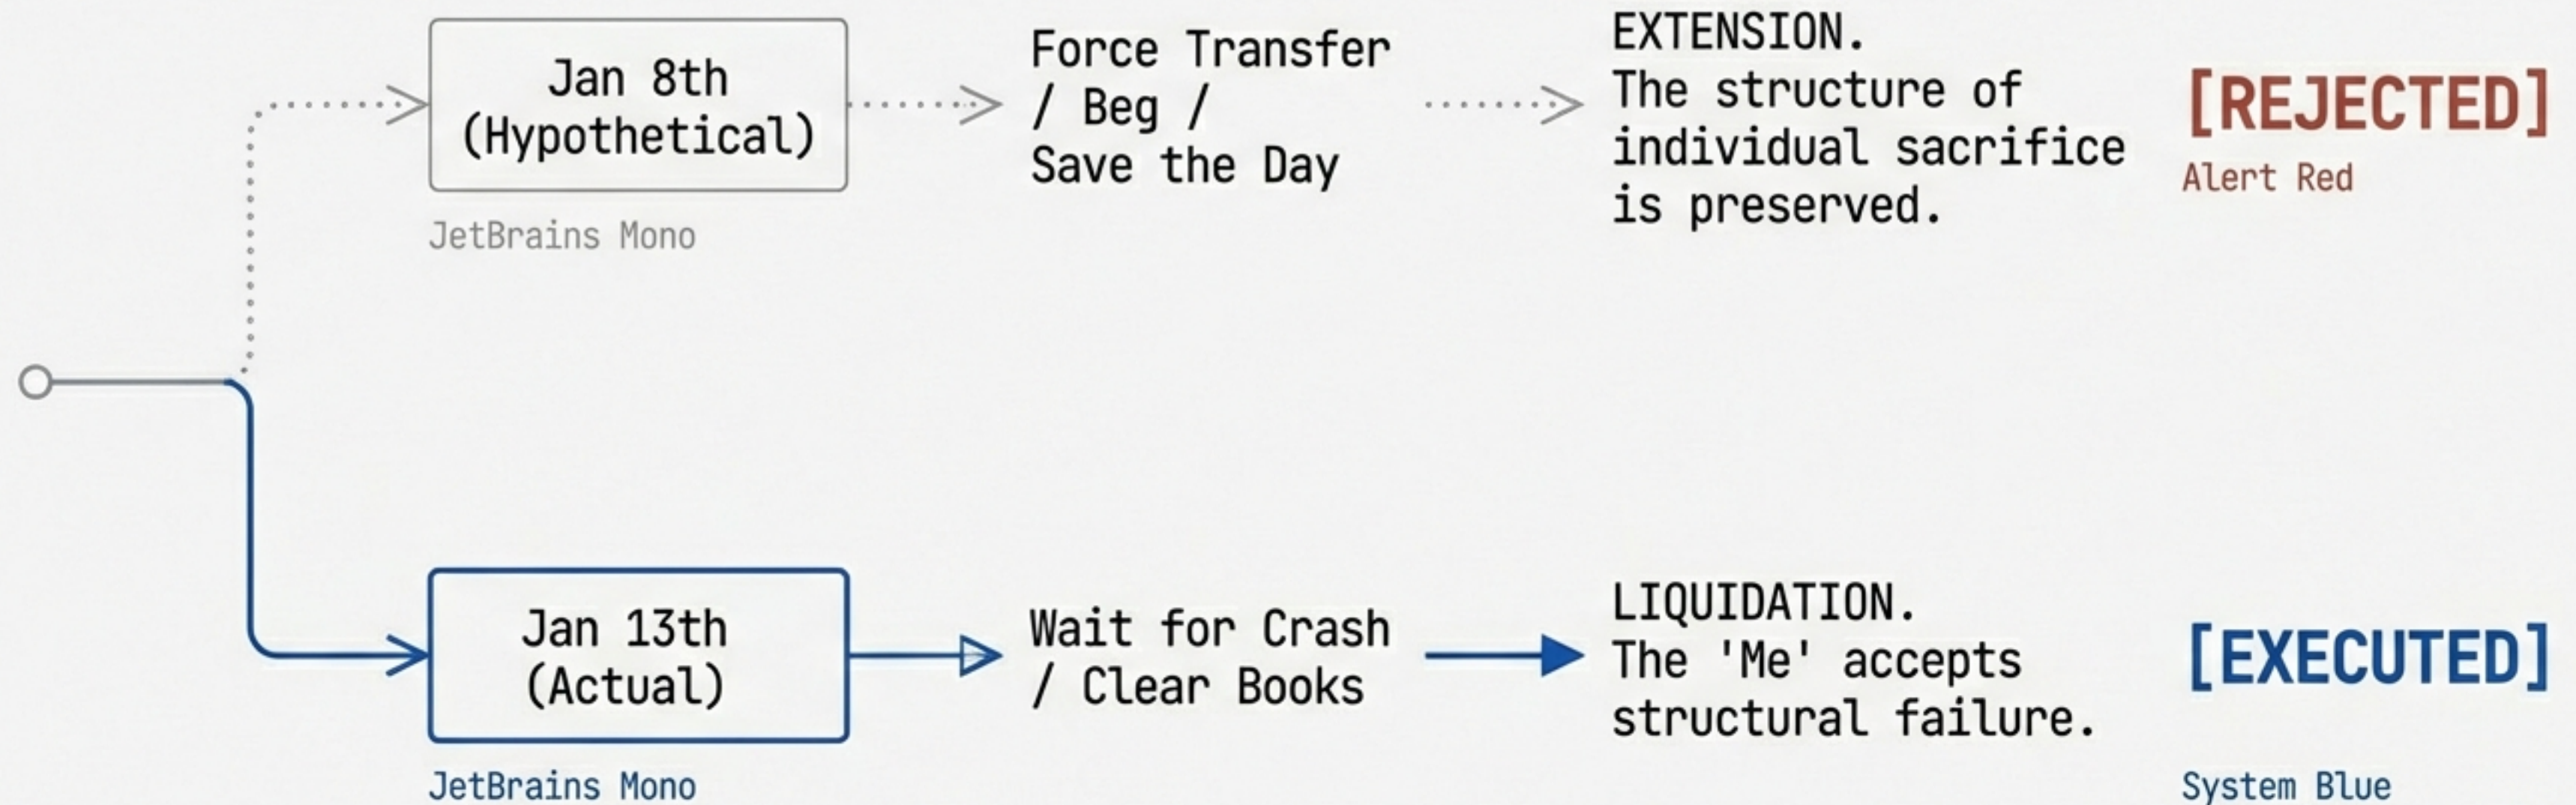 Jan 8th
(Hypothetical)
JetBrains Mono
Force Transfer
/ Beg /
Save the Day
EXTENSION.
The structure of
individual sacrifice
is preserved.
[REJECTED]
Alert Red
Jan 13th
(Actual)
JetBrains Mono
Wait for Crash
/ Clear Books
LIQUIDATION.
The 'Me' accepts
structural failure.
[EXECUTED]
System Blue